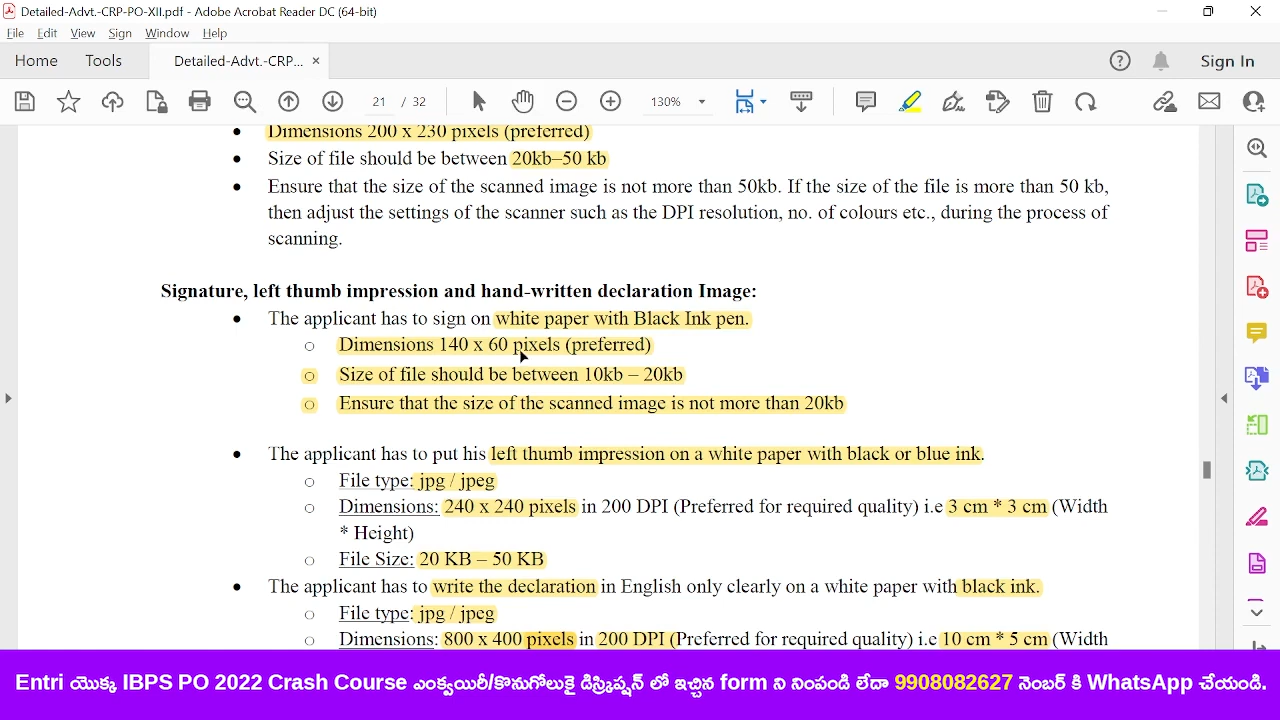 Detailed-Advt.-CRP-PO-XII.pdf - Adobe Acrobat Reader DC (64-bit)
File Edit View Sign Window Help
Home Tools Detailed-Advt.-CRP... × Sign In
21 / 32 130%
• Dimensions 200 x 230 pixels (preferred)
• Size of file should be between 20kb–50 kb
• Ensure that the size of the scanned image is not more than 50kb. If the size of the file is more than 50 kb,
then adjust the settings of the scanner such as the DPI resolution, no. of colours etc., during the process of
scanning.
Signature, left thumb impression and hand-written declaration Image:
• The applicant has to sign on white paper with Black Ink pen.
o Dimensions 140 x 60 pixels (preferred)
o Size of file should be between 10kb – 20kb
o Ensure that the size of the scanned image is not more than 20kb
• The applicant has to put his left thumb impression on a white paper with black or blue ink.
o File type: jpg / jpeg
o Dimensions: 240 x 240 pixels in 200 DPI (Preferred for required quality) i.e 3 cm * 3 cm (Width
* Height)
o File Size: 20 KB – 50 KB
• The applicant has to write the declaration in English only clearly on a white paper with black ink.
o File type: jpg / jpeg
o Dimensions: 800 x 400 pixels in 200 DPI (Preferred for required quality) i.e 10 cm * 5 cm (Width
Entri యొక్క IBPS PO 2022 Crash Course ఎంక్వయిరీ/కొనుగోలుకై డిస్క్రిప్షన్ లో ఇచ్చిన form ని నింపండి లేదా 9908082627 నెంబర్ కి WhatsApp చేయండి.